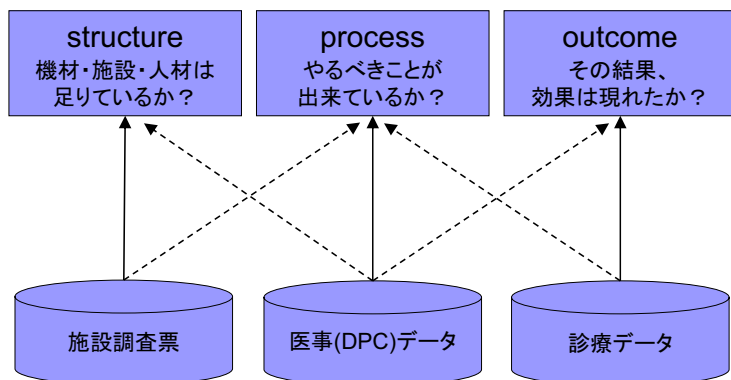 structure
機材・施設・人材は
足りているか？
process
やるべきことが
出来ているか？
outcome
その結果、
効果は現れたか？
施設調査票
医事(DPC)データ
診療データ